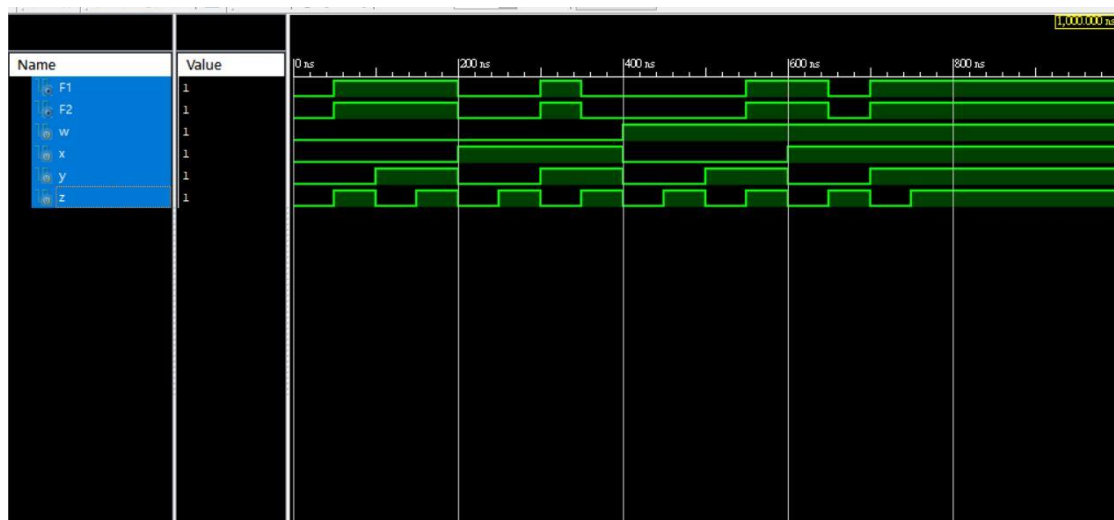 1,000.000 ns
Name Value
0 ns 200 ns 400 ns 600 ns 800 ns
F1 1
F2 1
w 1
x 1
y 1
z 1